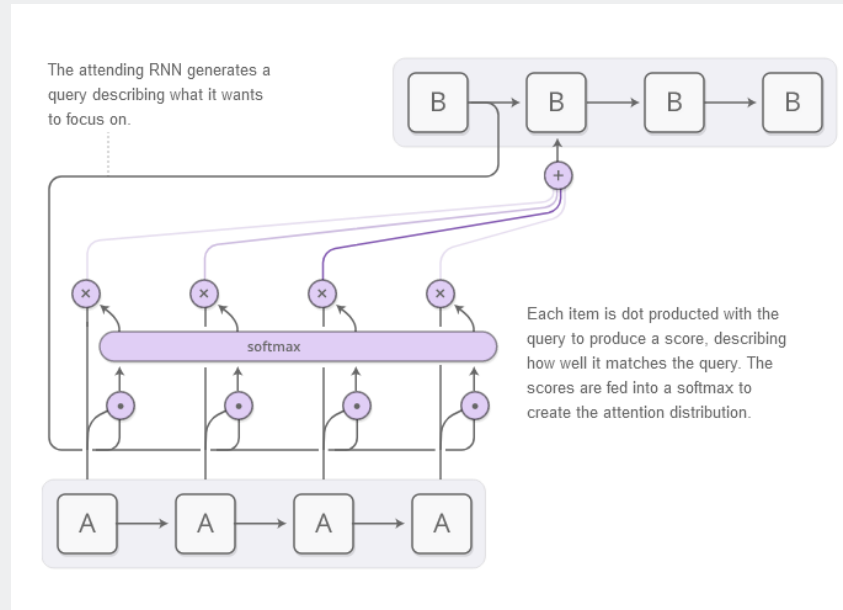 The attending RNN generates a
query describing what it wants
to focus on.
B B B B
+
× × × ×
Each item is dot producted with the
query to produce a score, describing
how well it matches the query. The
scores are fed into a softmax to
create the attention distribution.
softmax
A A A A